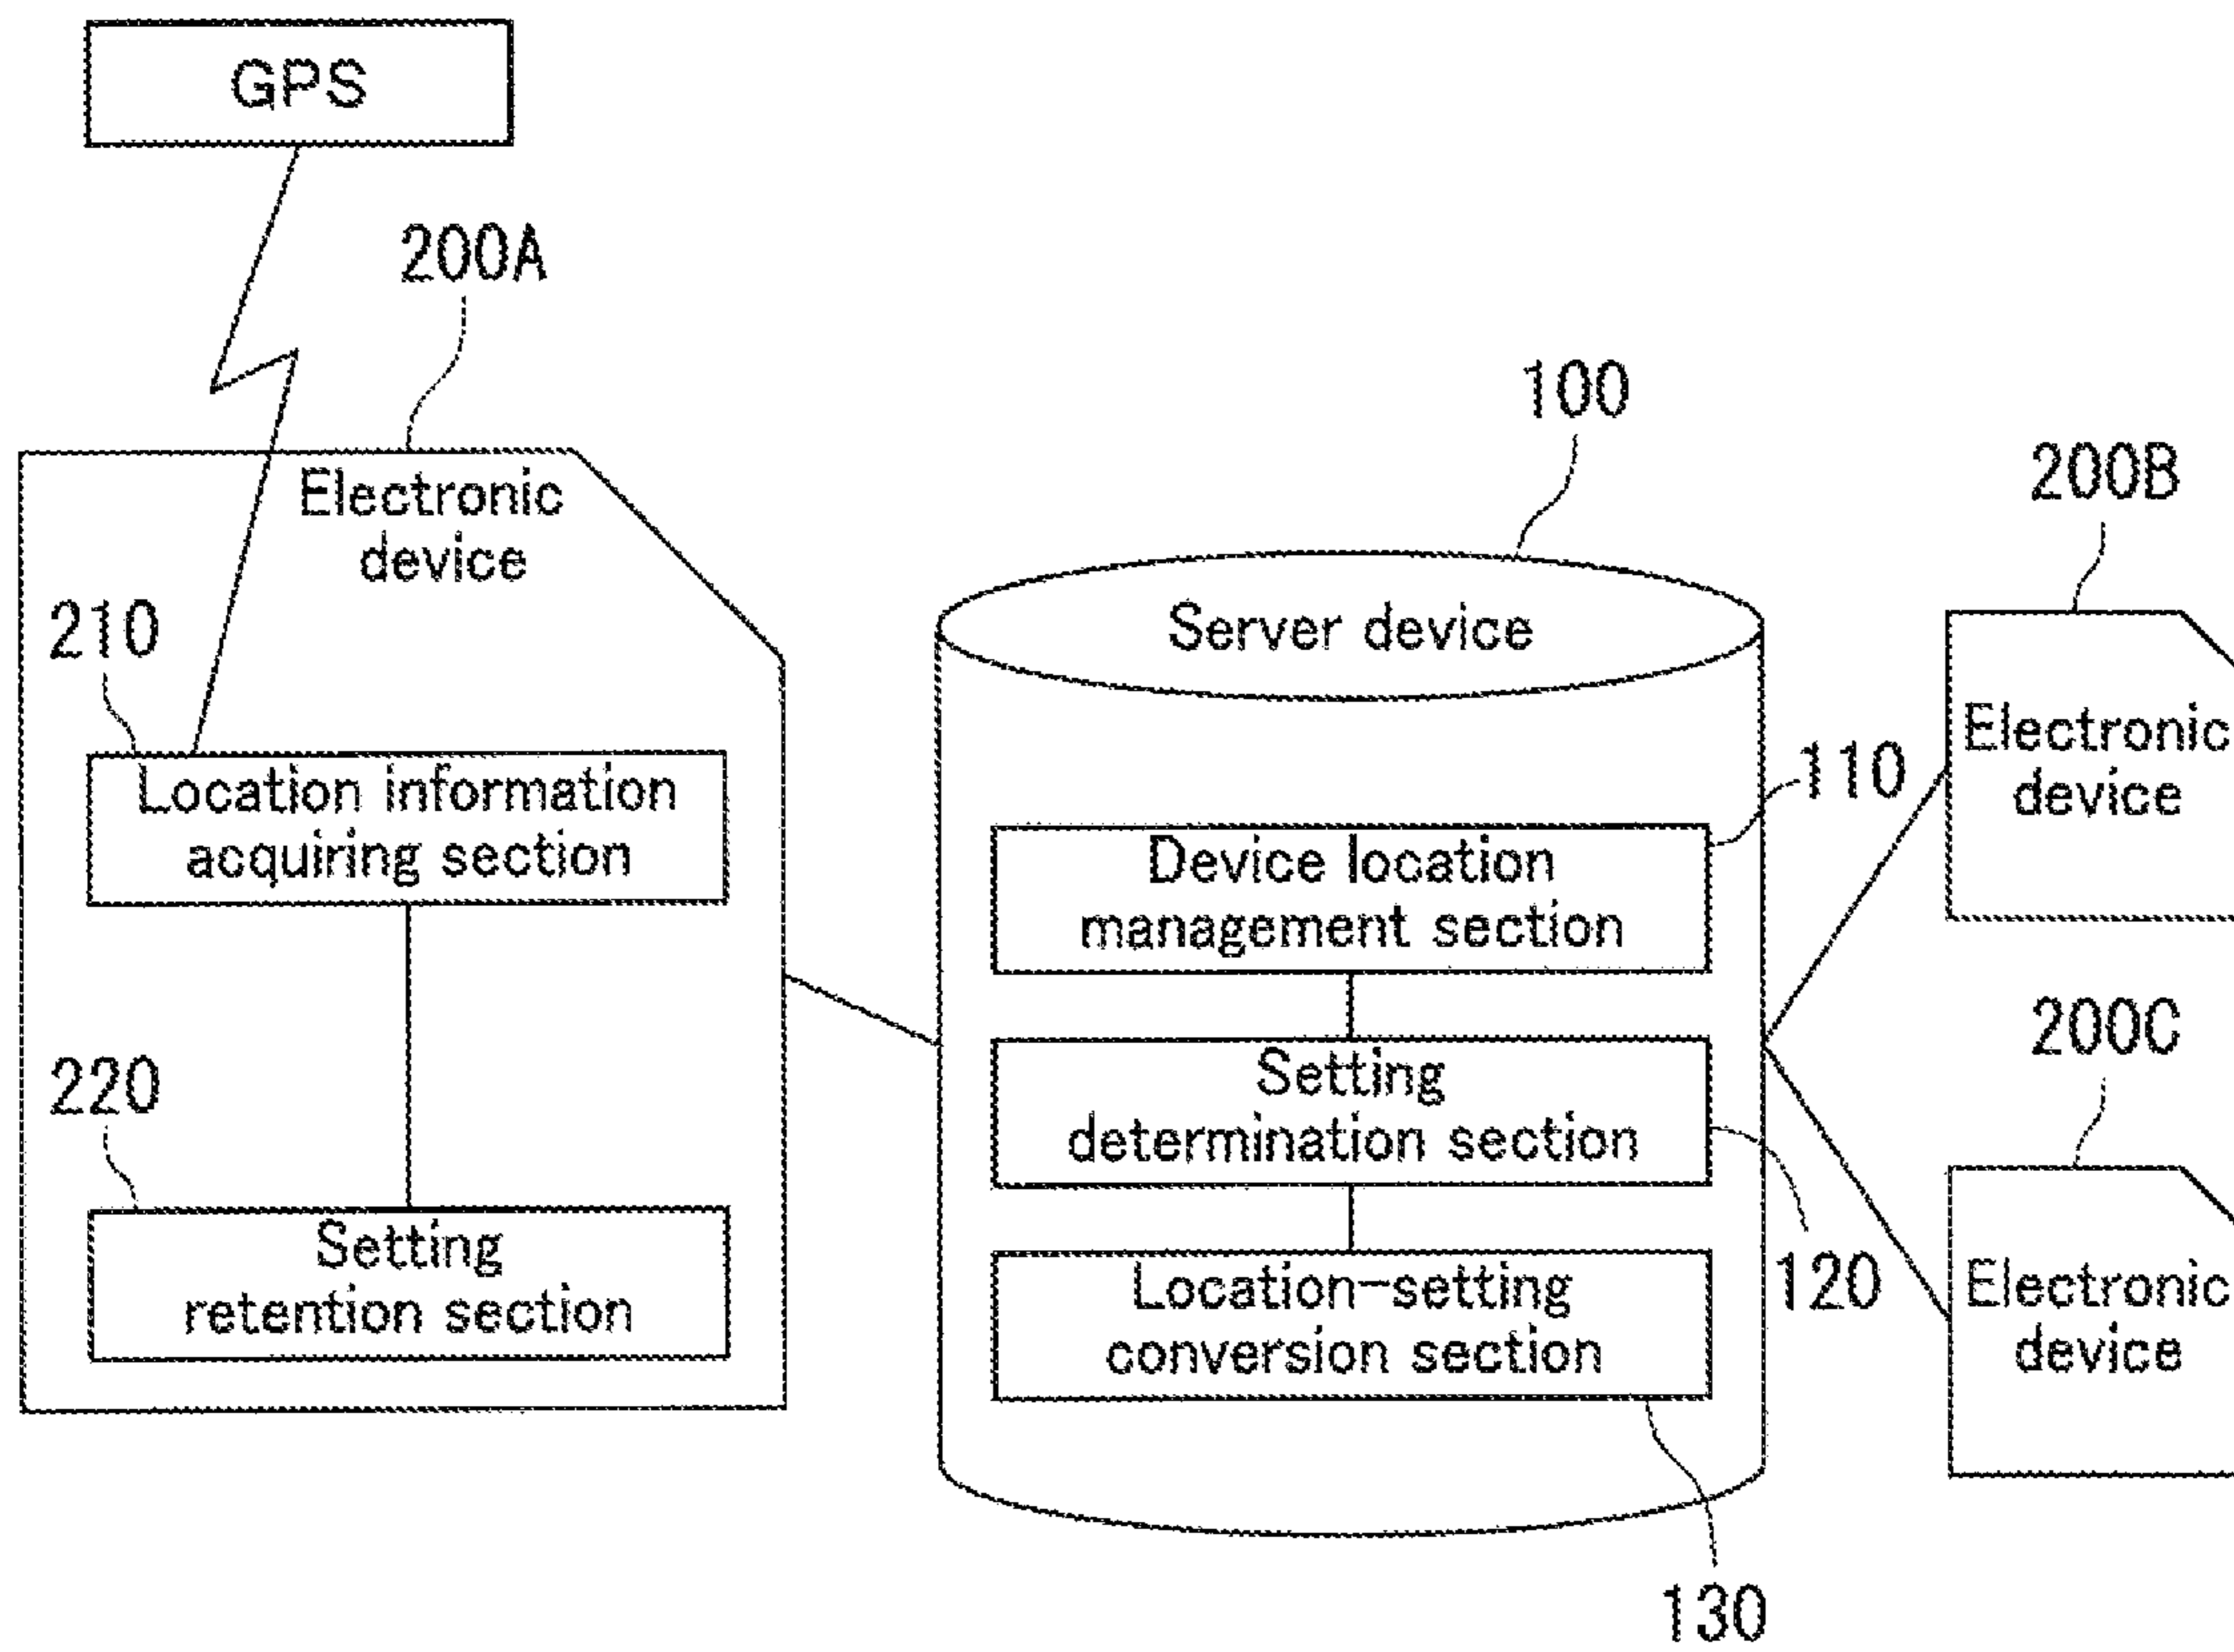 GPS
200A
Electronic
device
210
Location information
acquiring section
220
Setting
retention section
100
Server device
110
Device location
management section
Setting
determination section
120
Location-setting
conversion section
130
200B
Electronic
device
200C
Electronic
device